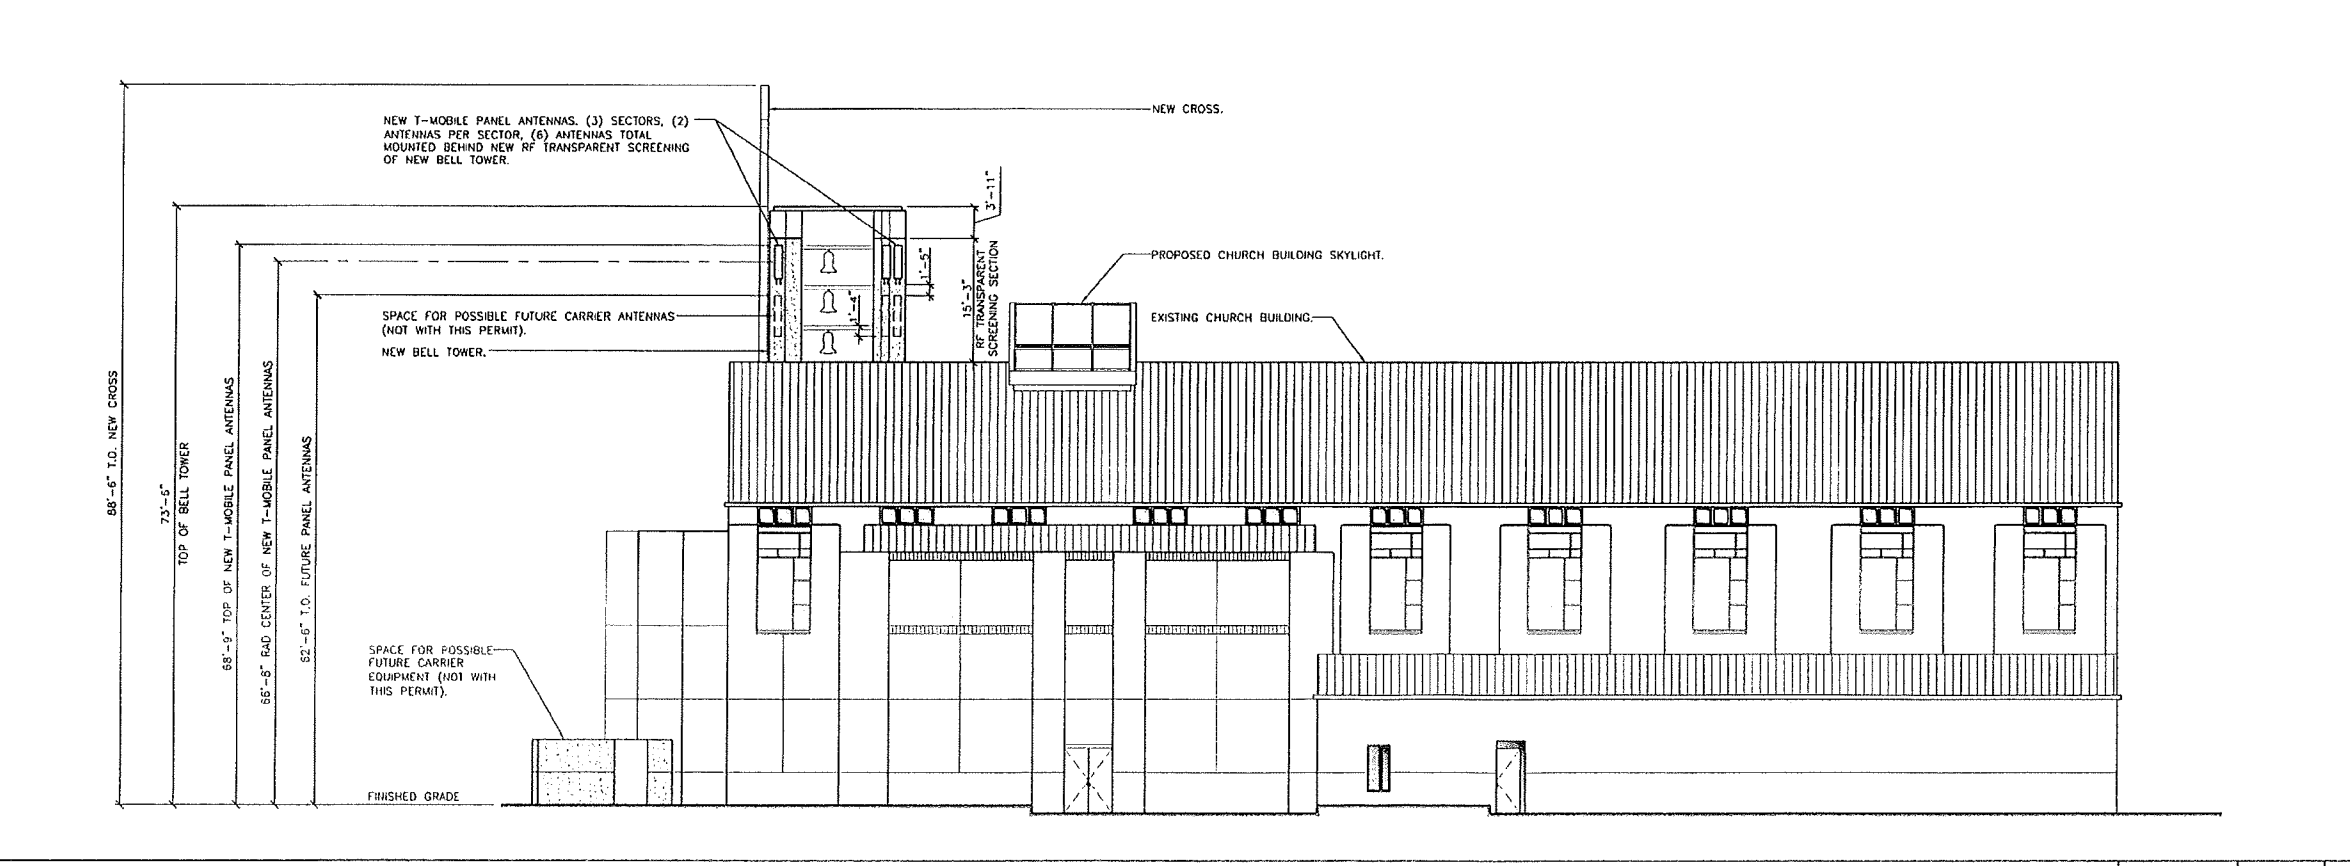 NEW CROSS.
NEW T-MOBILE PANEL ANTENNAS. (3) SECTORS, (2)
ANTENNAS PER SECTOR, (6) ANTENNAS TOTAL
MOUNTED BEHIND NEW RF TRANSPARENT SCREENING
OF NEW BELL TOWER.
3'-11"
PROPOSED CHURCH BUILDING SKYLIGHT.
1'-5"
15'-3"
RF TRANSPARENT
SCREENING SECTION
1'-4"
SPACE FOR POSSIBLE FUTURE CARRIER ANTENNAS
(NOT WITH THIS PERMIT).
EXISTING CHURCH BUILDING.
NEW BELL TOWER.
88'-6" T.O. NEW CROSS
73'-6"
TOP OF BELL TOWER
68'-9" TOP OF NEW T-MOBILE PANEL ANTENNAS
RAD CENTER OF NEW T-MOBILE PANEL ANTENNAS
62'-6" T.O. FUTURE PANEL ANTENNAS
SPACE FOR POSSIBLE
FUTURE CARRIER
EQUIPMENT (NOT WITH
THIS PERMIT).
FINISHED GRADE